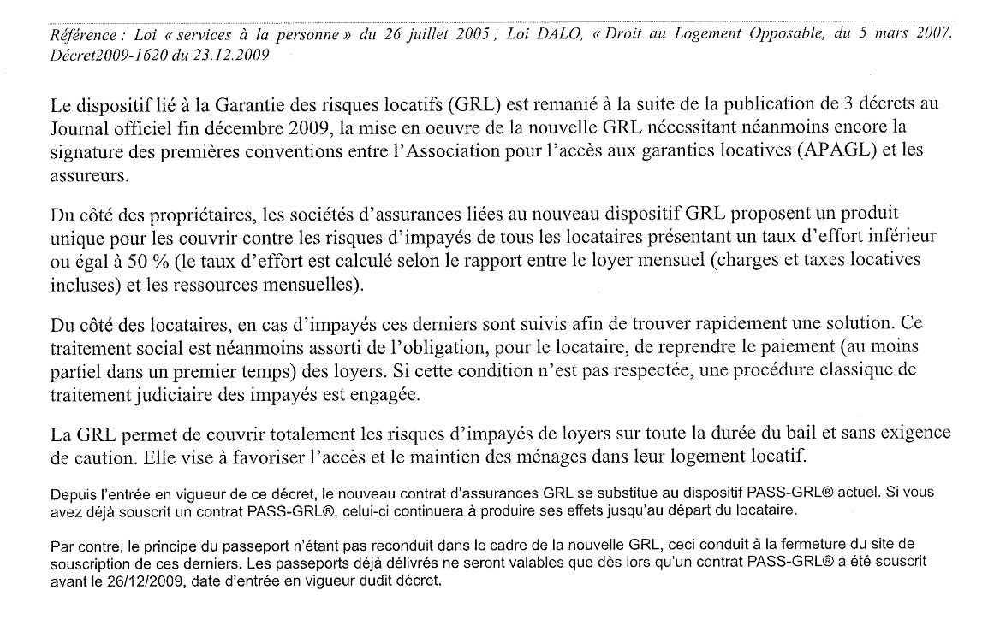 Référence : Loi « services à la personne » du 26 juillet 2005 ; Loi DALO, « Droit au Logement Opposable, du 5 mars 2007.
Décret2009-1620 du 23.12.2009
Le dispositif lié à la Garantie des risques locatifs (GRL) est remanié à la suite de la publication de 3 décrets au
Journal officiel fin décembre 2009, la mise en oeuvre de la nouvelle GRL nécessitant néanmoins encore la
signature des premières conventions entre l’Association pour l’accès aux garanties locatives (APAGL) et les
assureurs.
Du côté des propriétaires, les sociétés d’assurances liées au nouveau dispositif GRL proposent un produit
unique pour les couvrir contre les risques d’impayés de tous les locataires présentant un taux d’effort inférieur
ou égal à 50 % (le taux d’effort est calculé selon le rapport entre le loyer mensuel (charges et taxes locatives
incluses) et les ressources mensuelles).
Du côté des locataires, en cas d’impayés ces derniers sont suivis afin de trouver rapidement une solution. Ce
traitement social est néanmoins assorti de l’obligation, pour le locataire, de reprendre le paiement (au moins
partiel dans un premier temps) des loyers. Si cette condition n’est pas respectée, une procédure classique de
traitement judiciaire des impayés est engagée.
La GRL permet de couvrir totalement les risques d’impayés de loyers sur toute la durée du bail et sans exigence
de caution. Elle vise à favoriser l’accès et le maintien des ménages dans leur logement locatif.
Depuis l’entrée en vigueur de ce décret, le nouveau contrat d’assurances GRL se substitue au dispositif PASS-GRL® actuel. Si vous
avez déjà souscrit un contrat PASS-GRL®, celui-ci continuera à produire ses effets jusqu’au départ du locataire.
Par contre, le principe du passeport n’étant pas reconduit dans le cadre de la nouvelle GRL, ceci conduit à la fermeture du site de
souscription de ces derniers. Les passeports déjà délivrés ne seront valables que dès lors qu’un contrat PASS-GRL® a été souscrit
avant le 26/12/2009, date d’entrée en vigueur dudit décret.